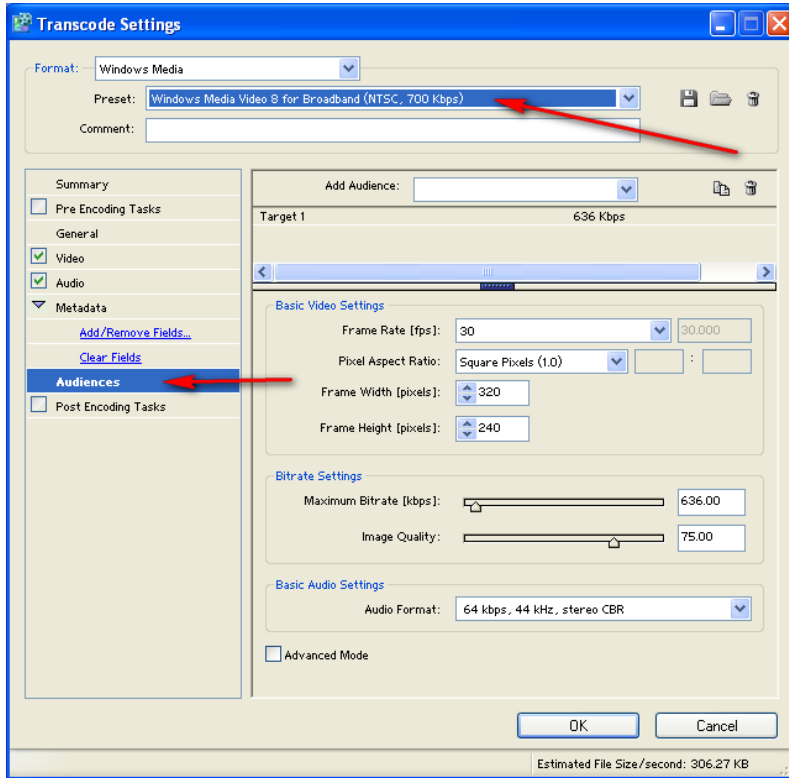 Transcode Settings
Format: Windows Media
Preset: Windows Media Video 8 for Broadband (NTSC, 700 Kbps)
Comment:
Summary
Pre Encoding Tasks
General
Video
Audio
Metadata
Add/Remove Fields...
Clear Fields
Audiences
Post Encoding Tasks
Add Audience:
Target 1 636 Kbps
Basic Video Settings
Frame Rate [fps]: 30 30.000
Pixel Aspect Ratio: Square Pixels (1.0) :
Frame Width [pixels]: 320
Frame Height [pixels]: 240
Bitrate Settings
Maximum Bitrate [kbps]: 636.00
Image Quality: 75.00
Basic Audio Settings
Audio Format: 64 kbps, 44 kHz, stereo CBR
Advanced Mode
OK Cancel
Estimated File Size/second: 306.27 KB